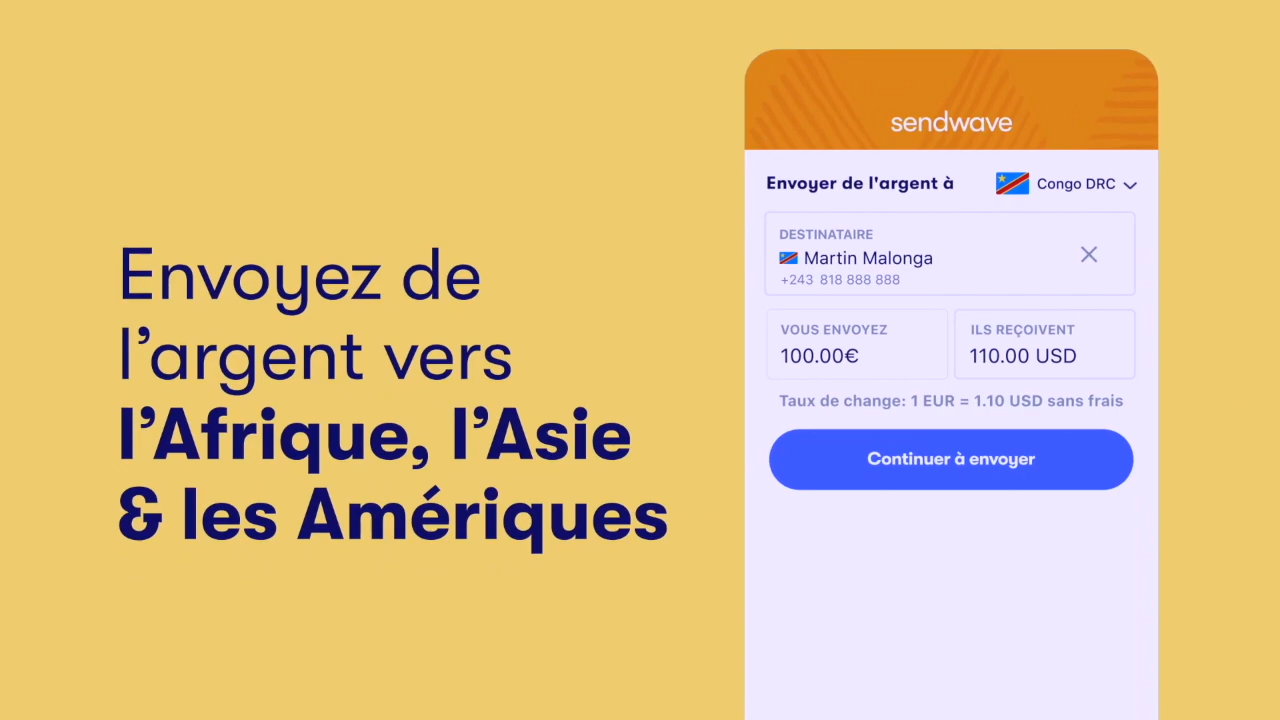 Envoyez de
l’argent vers
l’Afrique, l’Asie
& les Amériques
sendwave
Envoyer de l'argent à
Congo DRC
DESTINATAIRE
Martin Malonga
+243 818 888 888
VOUS ENVOYEZ
100.00€
ILS REÇOIVENT
110.00 USD
Taux de change: 1 EUR = 1.10 USD sans frais
Continuer à envoyer